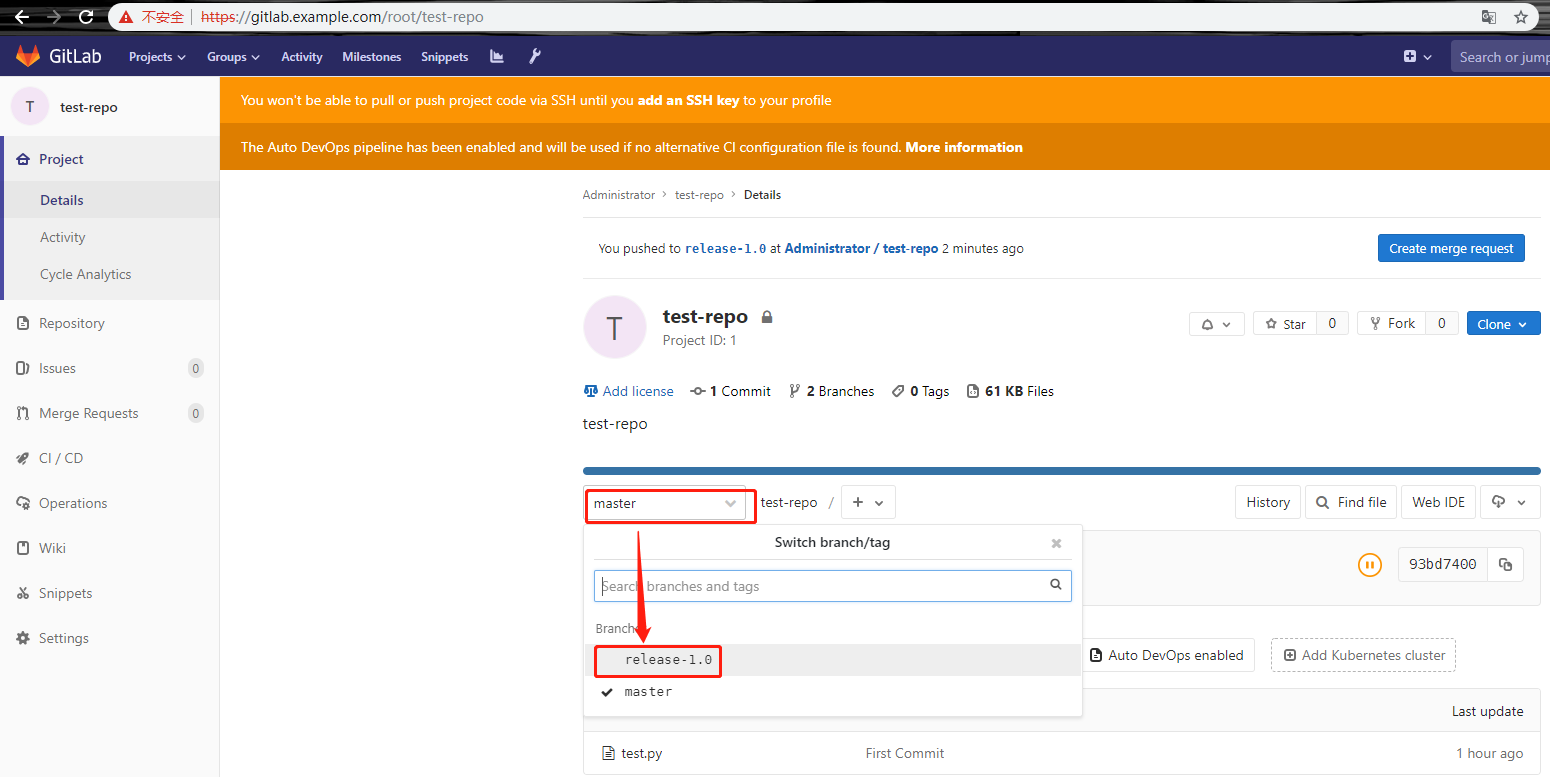 不安全 https://gitlab.example.com/root/test-repo
GitLab Projects Groups Activity Milestones Snippets Search or jump
T test-repo
You won't be able to pull or push project code via SSH until you add an SSH key to your profile
The Auto DevOps pipeline has been enabled and will be used if no alternative CI configuration file is found. More information
Project
Details
Activity
Cycle Analytics
Repository
Issues 0
Merge Requests 0
CI / CD
Operations
Wiki
Snippets
Settings
Administrator > test-repo > Details
You pushed to release-1.0 at Administrator / test-repo 2 minutes ago Create merge request
T test-repo
Project ID: 1
Star 0 Fork 0 Clone
Add license 1 Commit 2 Branches 0 Tags 61 KB Files
test-repo
master test-repo / + History Find file Web IDE
Switch branch/tag
Search branches and tags
93bd7400
Branches
release-1.0
master
Auto DevOps enabled Add Kubernetes cluster
Last update
test.py First Commit 1 hour ago